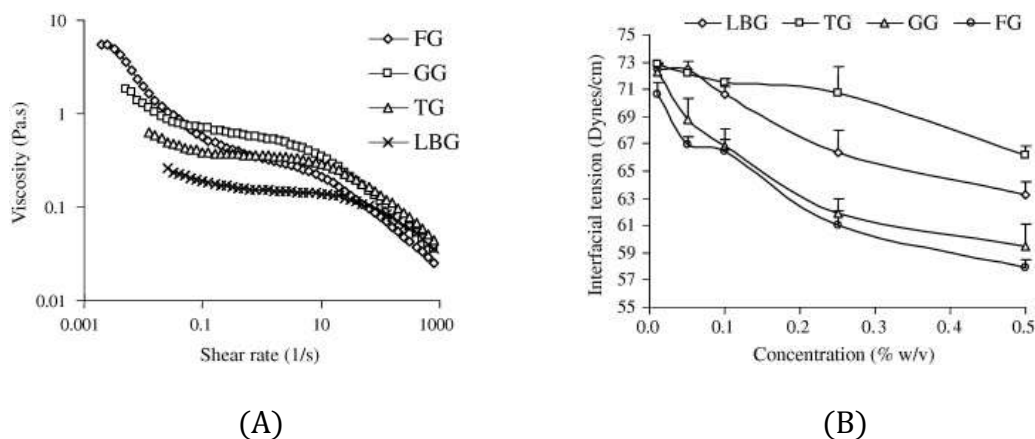 10
1
0.1
0.01
Viscosity (Pa.s)
0.001 0.1 10 1000
Shear rate (1/s)
FG
GG
TG
LBG
(A)
LBG TG GG FG
75
73
71
69
67
65
63
61
59
57
55
Interfacial tension (Dynes/cm)
0.0 0.1 0.2 0.3 0.4 0.5
Concentration (% w/v)
(B)